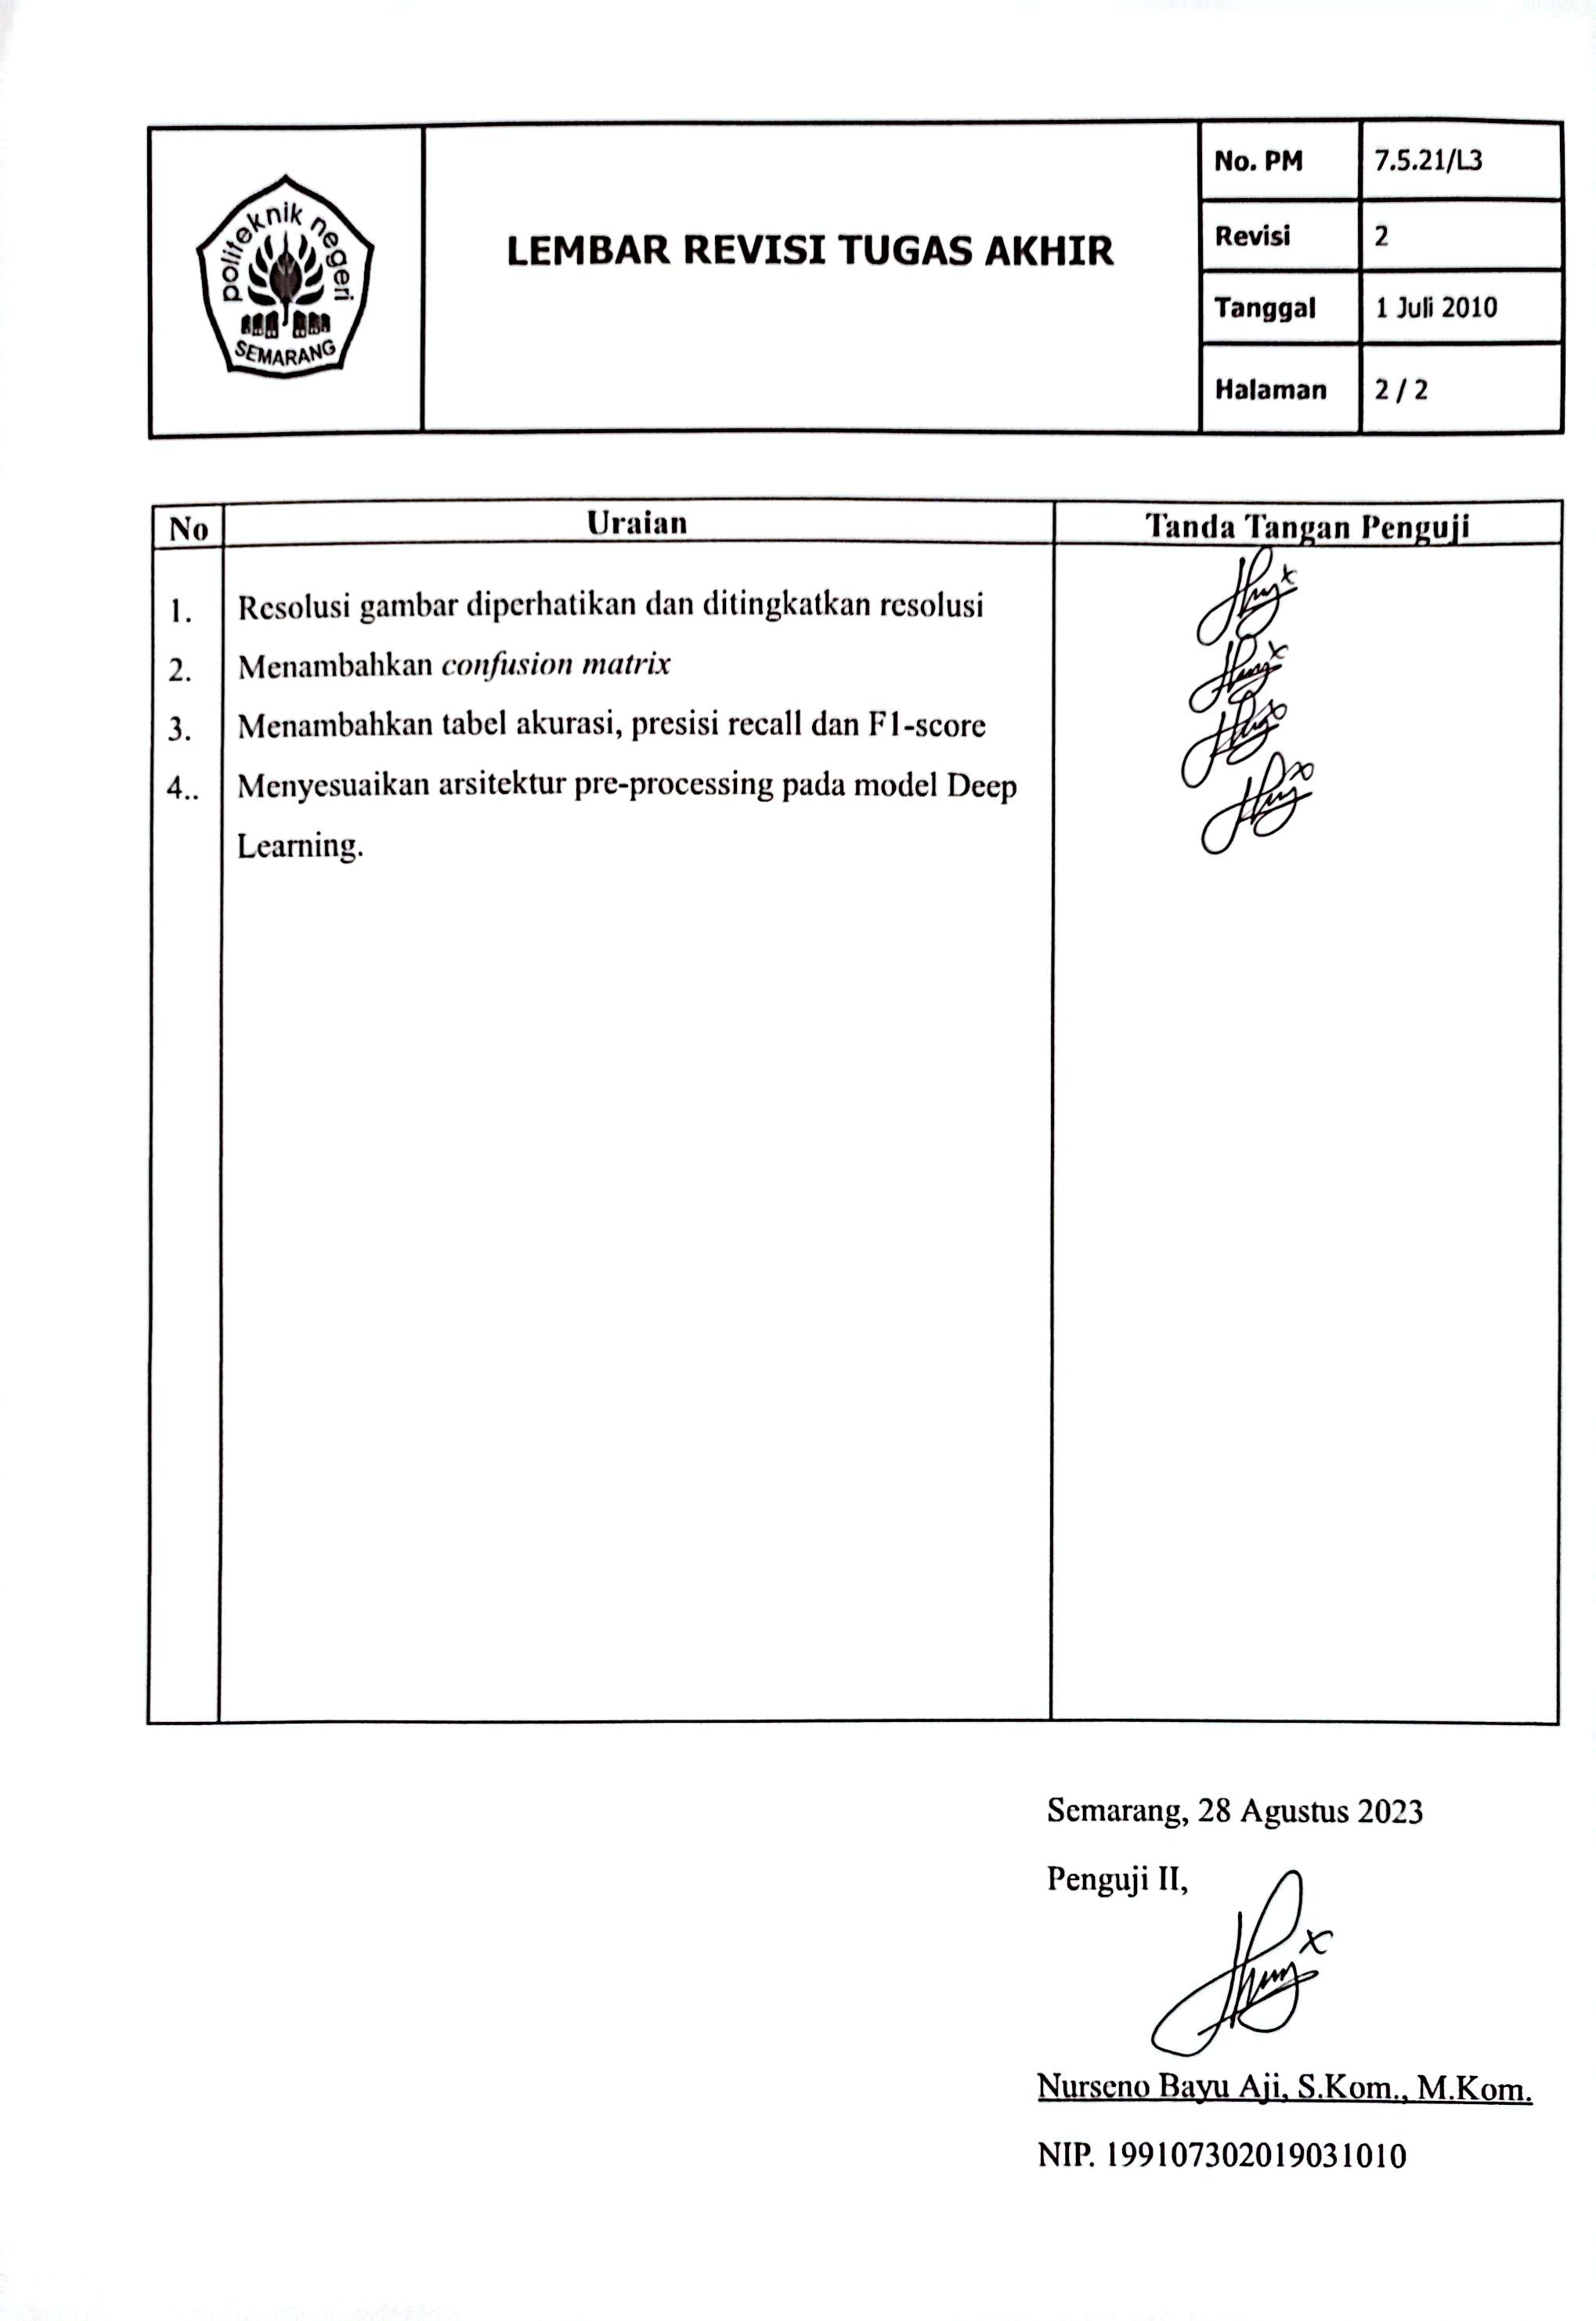 politeknik negeri
SEMARANG
LEMBAR REVISI TUGAS AKHIR
No. PM 7.5.21/L3
Revisi 2
Tanggal 1 Juli 2010
Halaman 2 / 2
No Uraian Tanda Tangan Penguji
1. Resolusi gambar diperhatikan dan ditingkatkan resolusi
2. Menambahkan confusion matrix
3. Menambahkan tabel akurasi, presisi recall dan F1-score
4.. Menyesuaikan arsitektur pre-processing pada model Deep
Learning.
Semarang, 28 Agustus 2023
Penguji II,
Nurseno Bayu Aji, S.Kom., M.Kom.
NIP. 199107302019031010